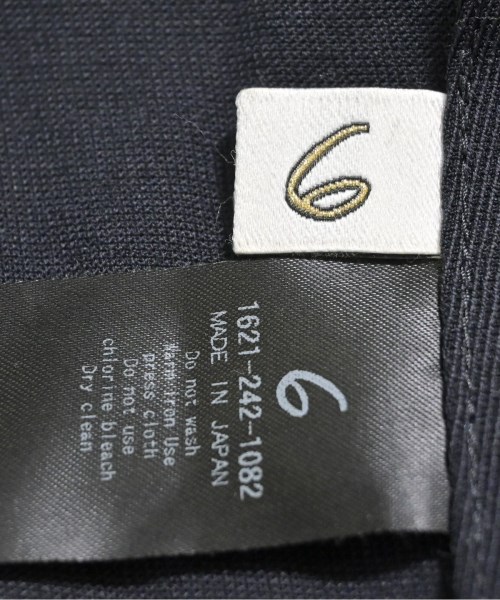 6
6
1621-242-1082
MADE IN JAPAN
Do not wash
Warm iron Use
press cloth
Do not use
chlorine bleach
Dry clean